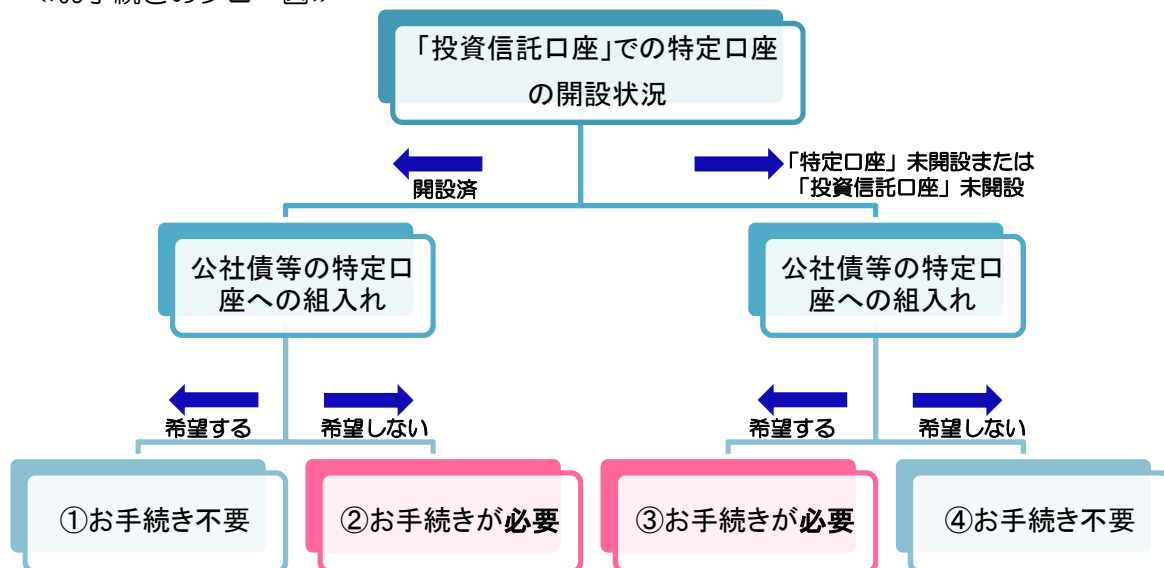 「投資信託口座」での特定口座
の開設状況
開設済
「特定口座」未開設または
「投資信託口座」未開設
公社債等の特定口
座への組入れ
公社債等の特定口
座への組入れ
希望する
希望しない
希望する
希望しない
①お手続き不要
②お手続きが必要
③お手続きが必要
④お手続き不要